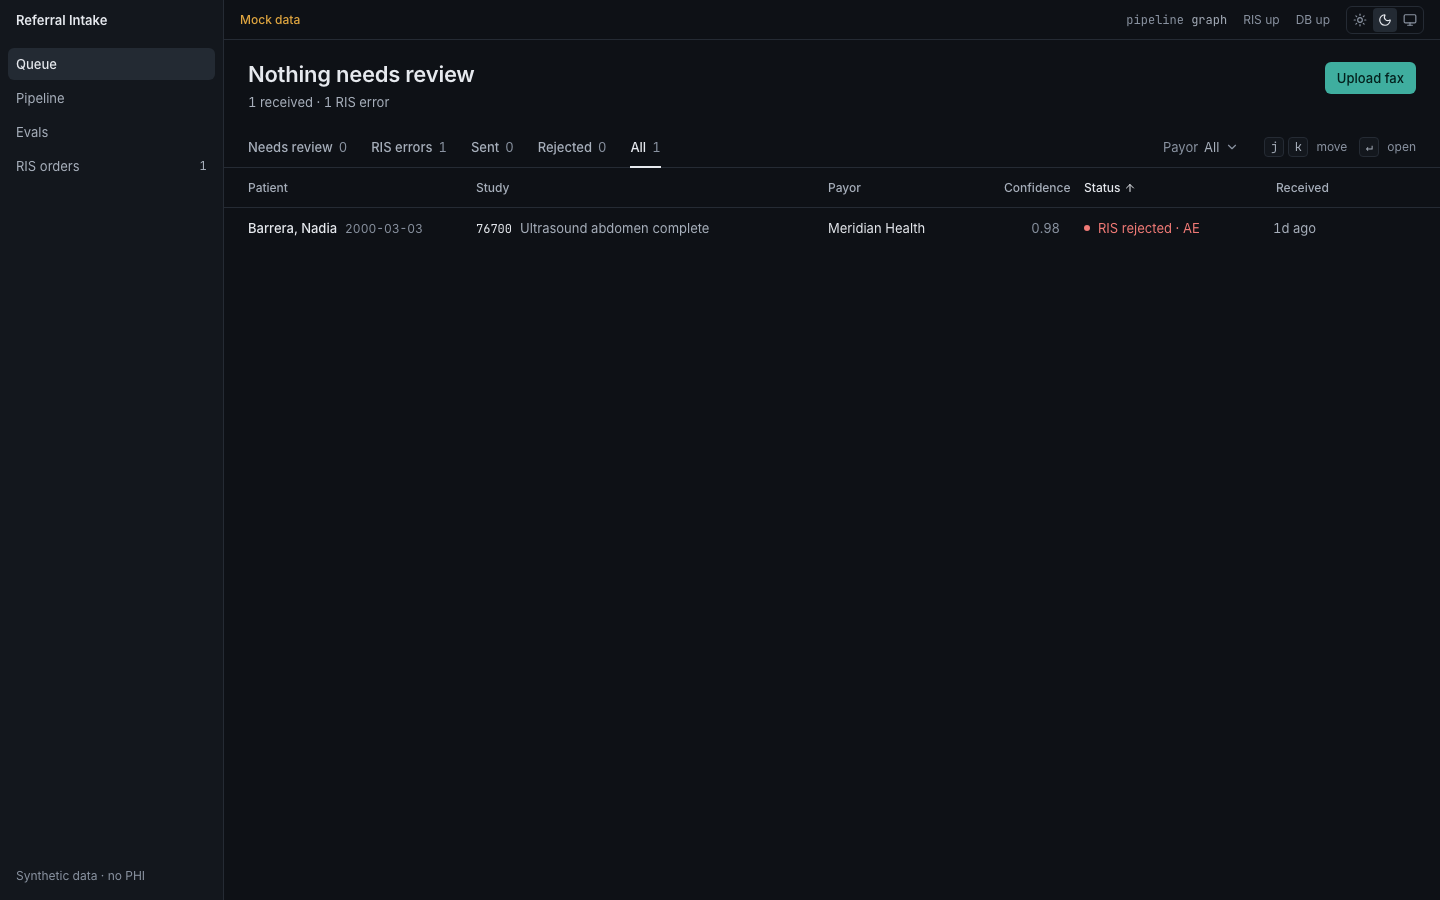 Referral Intake
Queue
Pipeline
Evals
RIS orders 1
Synthetic data · no PHI
Mock data
pipeline graph RIS up DB up
Nothing needs review
1 received · 1 RIS error
Upload fax
Needs review 0 RIS errors 1 Sent 0 Rejected 0 All 1
Payor All j k move ↵ open
Patient Study Payor Confidence Status ↑ Received
Barrera, Nadia 2000-03-03 76700 Ultrasound abdomen complete Meridian Health 0.98 RIS rejected · AE 1d ago